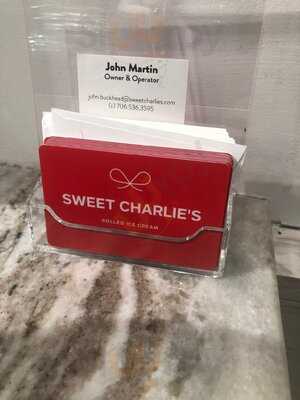 John Martin
Owner & Operator
john.buckhead@sweetcharlies.com
(c) 706.536.3595
SWEET CHARLIE'S
ROLLED ICE CREAM